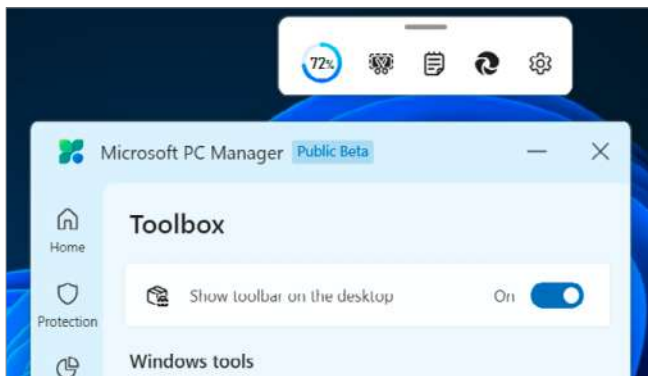 72%
Microsoft PC Manager Public Beta
Home
Toolbox
Show toolbar on the desktop On
Protection
Windows tools